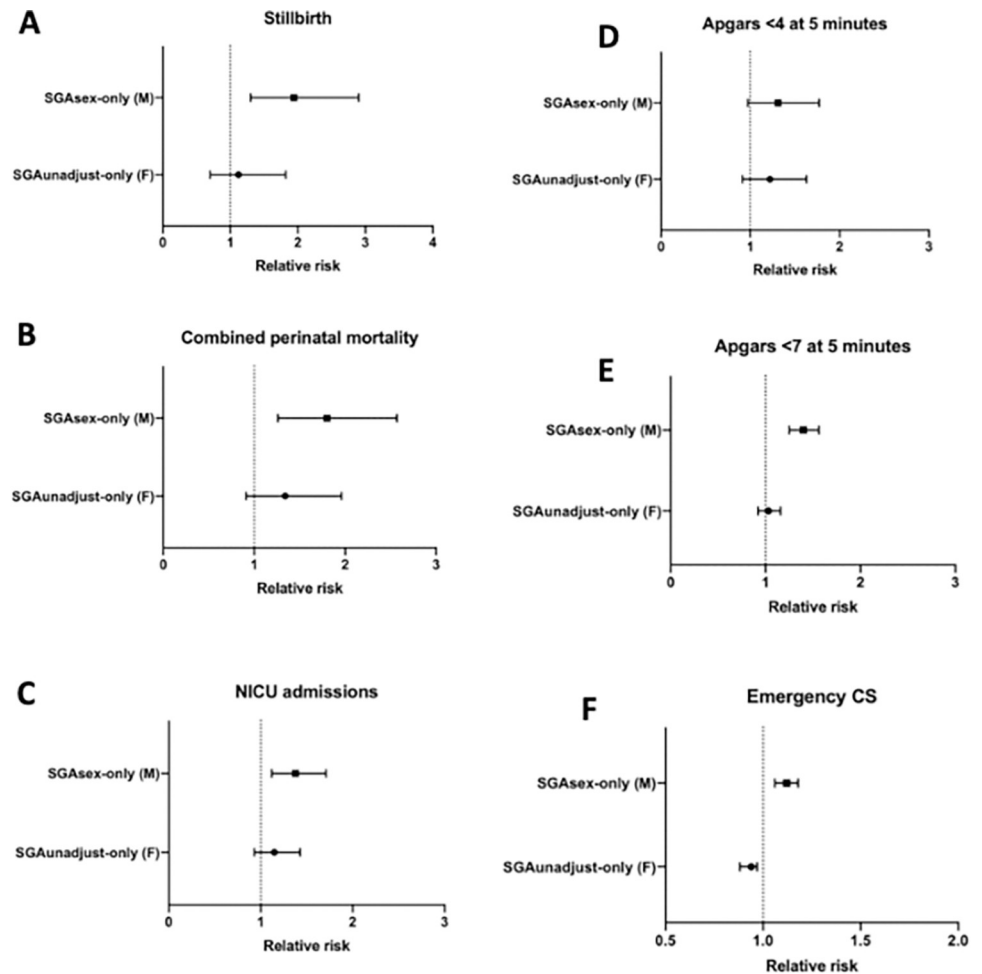 A
Stillbirth
SGAsex-only (M)
SGAunadjust-only (F)
0 1 2 3 4
Relative risk
B
Combined perinatal mortality
SGAsex-only (M)
SGAunadjust-only (F)
0 1 2 3
Relative risk
C
NICU admissions
SGAsex-only (M)
SGAunadjust-only (F)
0 1 2 3
Relative risk
D
Apgars <4 at 5 minutes
SGAsex-only (M)
SGAunadjust-only (F)
0 1 2 3
Relative risk
E
Apgars <7 at 5 minutes
SGAsex-only (M)
SGAunadjust-only (F)
0 1 2 3
Relative risk
F
Emergency CS
SGAsex-only (M)
SGAunadjust-only (F)
0.5 1.0 1.5 2.0
Relative risk